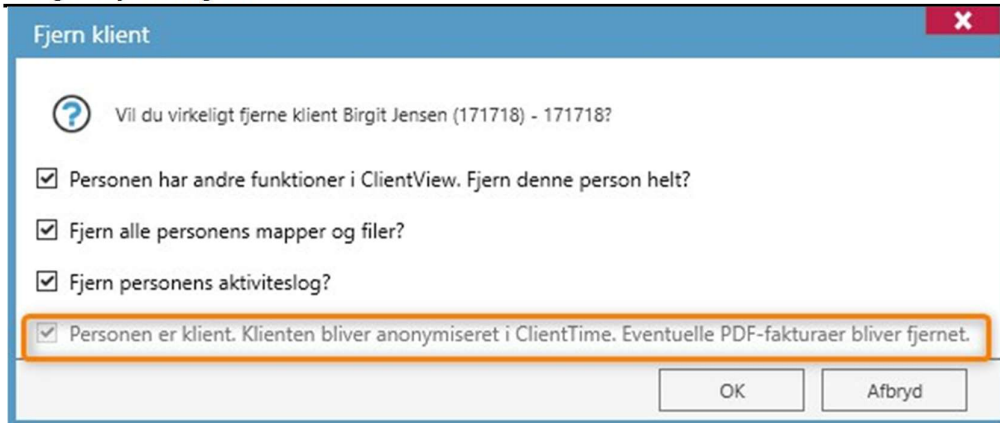 Fjern klient
Vil du virkeligt fjerne klient Birgit Jensen (171718) - 171718?
Personen har andre funktioner i ClientView. Fjern denne person helt?
Fjern alle personens mapper og filer?
Fjern personens aktiviteslog?
Personen er klient. Klienten bliver anonymiseret i ClientTime. Eventuelle PDF-fakturaer bliver fjernet.
OK
Afbryd